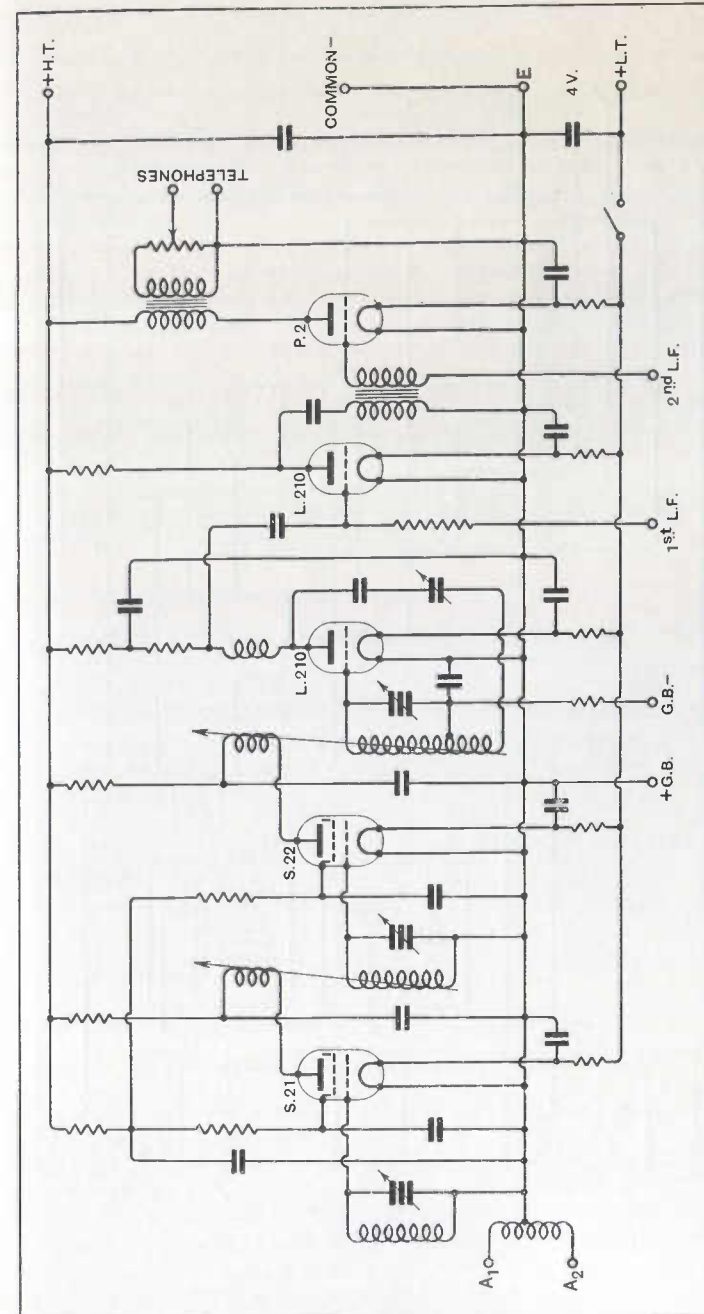 +H.T.
TELEPHONES
COMMON–
E
4 V.
+L.T.
P.2
2nd L.F.
L.210
1st L.F.
L.210
G.B.–
+G.B.
S.22
S.21
A1
A2